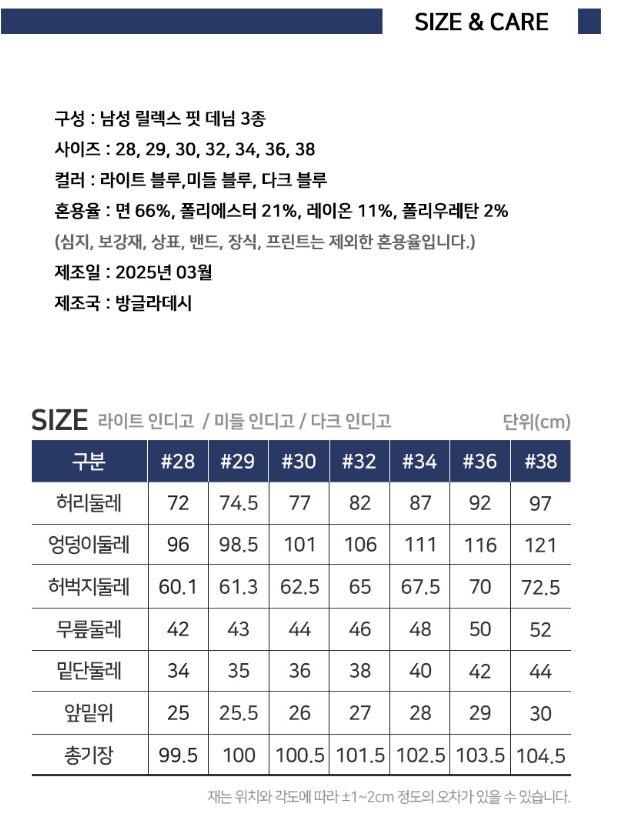 SIZE & CARE
구성 : 남성 릴렉스 핏 데님 3종
사이즈 : 28, 29, 30, 32, 34, 36, 38
컬러 : 라이트 블루,미들 블루, 다크 블루
혼용율 : 면 66%, 폴리에스터 21%, 레이온 11%, 폴리우레탄 2%
(심지, 보강재, 상표, 밴드, 장식, 프린트는 제외한 혼용율입니다.)
제조일 : 2025년 03월
제조국 : 방글라데시
SIZE 라이트 인디고 / 미들 인디고 / 다크 인디고 단위(cm)
구분 #28 #29 #30 #32 #34 #36 #38
허리둘레 72 74.5 77 82 87 92 97
엉덩이둘레 96 98.5 101 106 111 116 121
허벅지둘레 60.1 61.3 62.5 65 67.5 70 72.5
무릎둘레 42 43 44 46 48 50 52
밑단둘레 34 35 36 38 40 42 44
앞밑위 25 25.5 26 27 28 29 30
총기장 99.5 100 100.5 101.5 102.5 103.5 104.5
재는 위치와 각도에 따라 ±1~2cm 정도의 오차가 있을 수 있습니다.